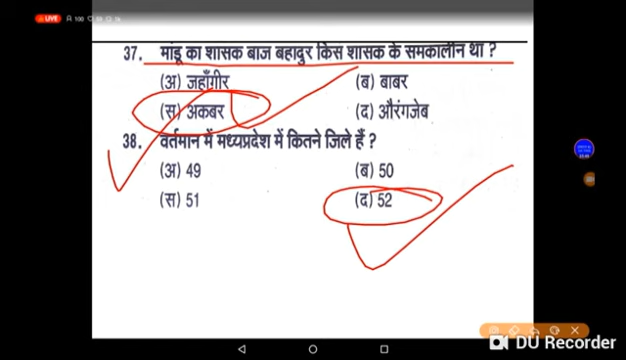 LIVE
37. मांडू का शासक बाज बहादुर किस शासक के समकालीन था ?
(अ) जहाँगीर (ब) बाबर
(स) अकबर (द) औरंगजेब
38. वर्तमान में मध्यप्रदेश में कितने जिले हैं ?
(अ) 49 (ब) 50
(स) 51 (द) 52
DU Recorder